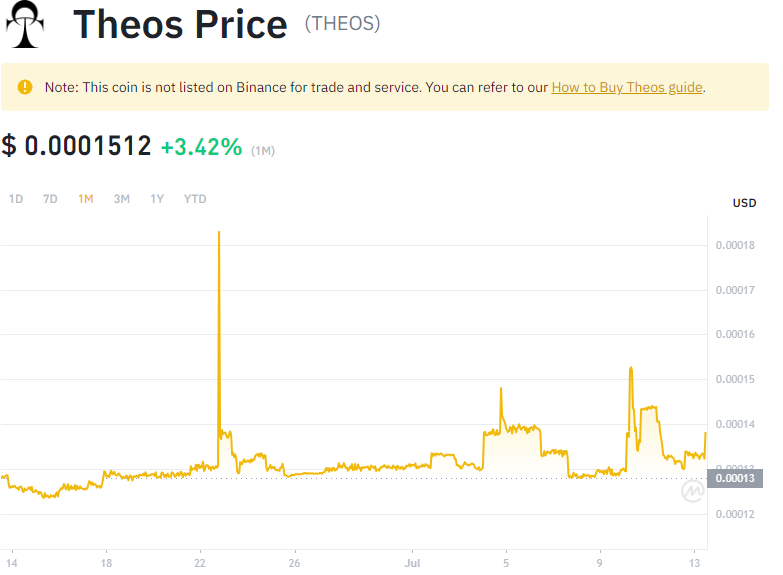 Theos Price (THEOS)
Note: This coin is not listed on Binance for trade and service. You can refer to our How to Buy Theos guide.
$ 0.0001512 +3.42% (1M)
1D 7D 1M 3M 1Y YTD
USD
0.00018
0.00017
0.00016
0.00015
0.00014
0.00013
0.00013
0.00012
14 18 22 26 Jul 5 9 13